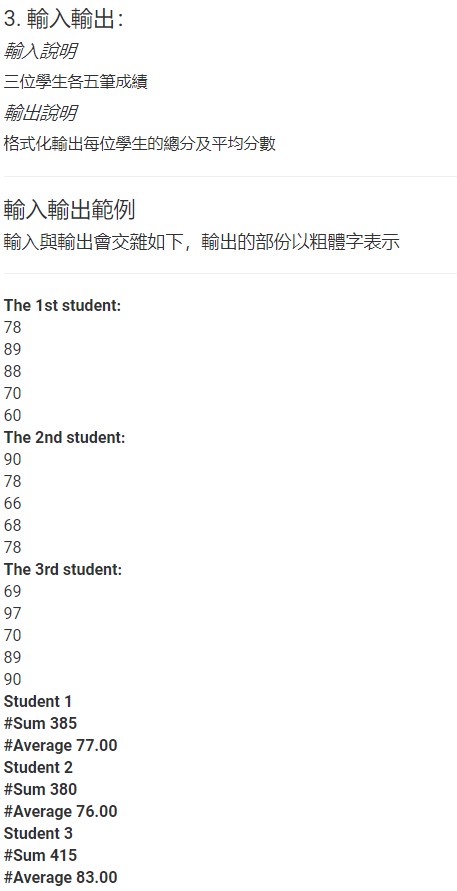 3. 輸入輸出：
輸入說明
三位學生各五筆成績
輸出說明
格式化輸出每位學生的總分及平均分數
輸入輸出範例
輸入與輸出會交雜如下，輸出的部份以粗體字表示
The 1st student:
78
89
88
70
60
The 2nd student:
90
78
66
68
78
The 3rd student:
69
97
70
89
90
Student 1
#Sum 385
#Average 77.00
Student 2
#Sum 380
#Average 76.00
Student 3
#Sum 415
#Average 83.00